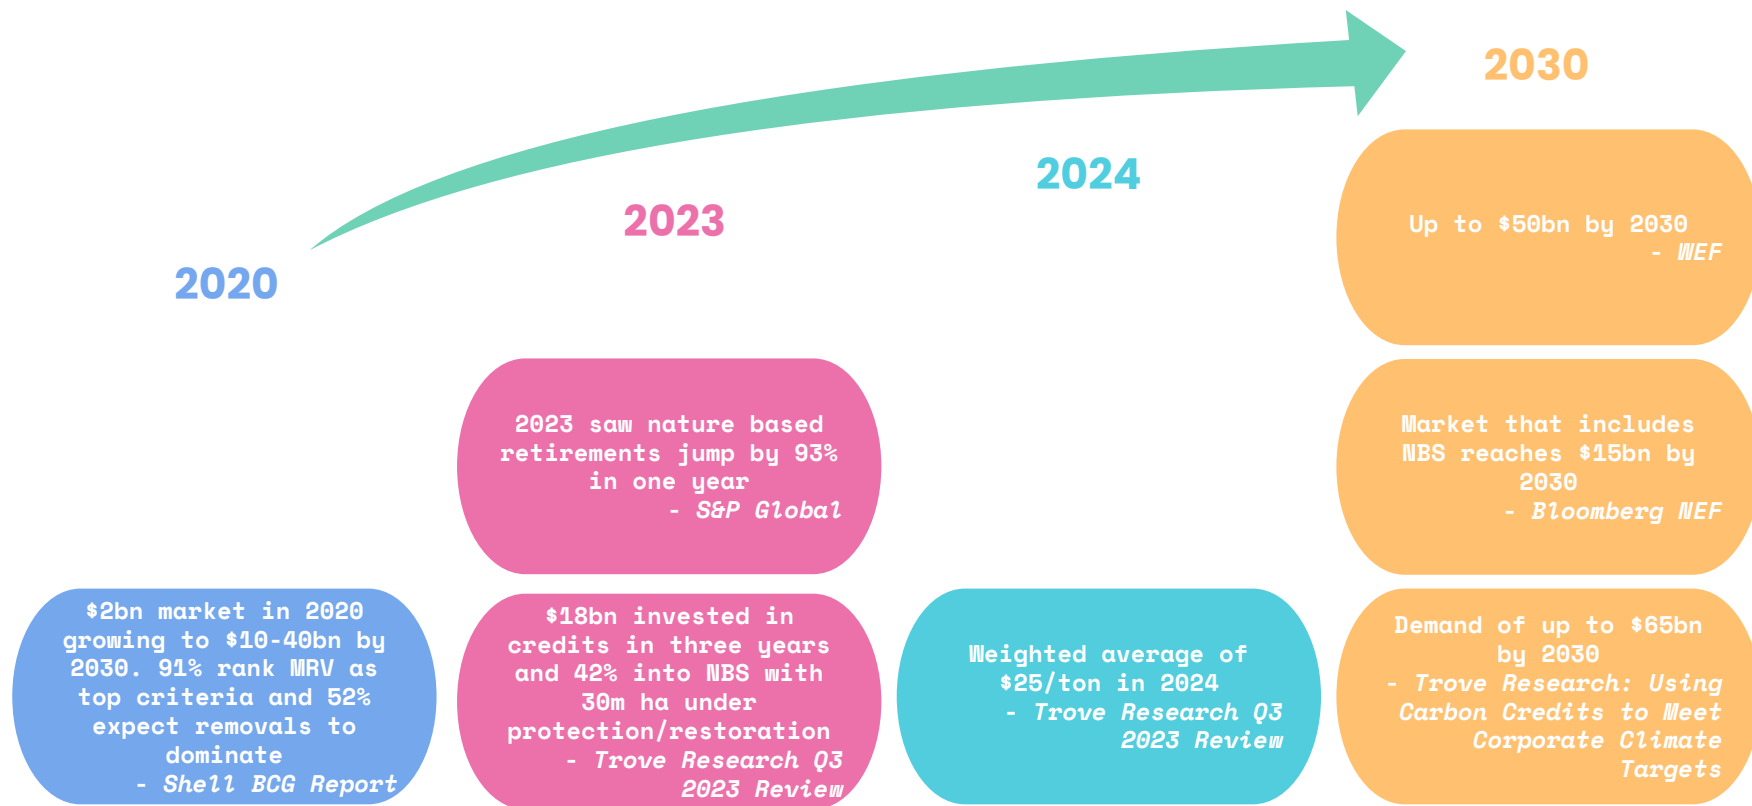 2020
$2bn market in 2020
growing to $10-40bn by
2030. 91% rank MRV as
top criteria and 52%
expect removals to
dominate
- Shell BCG Report
2023
2023 saw nature based
retirements jump by 93%
in one year
- S&P Global
$18bn invested in
credits in three years
and 42% into NBS with
30m ha under
protection/restoration
- Trove Research Q3
2023 Review
2024
Weighted average of
$25/ton in 2024
- Trove Research Q3
2023 Review
2030
Up to $50bn by 2030
- WEF
Market that includes
NBS reaches $15bn by
2030
- Bloomberg NEF
Demand of up to $65bn
by 2030
- Trove Research: Using
Carbon Credits to Meet
Corporate Climate
Targets